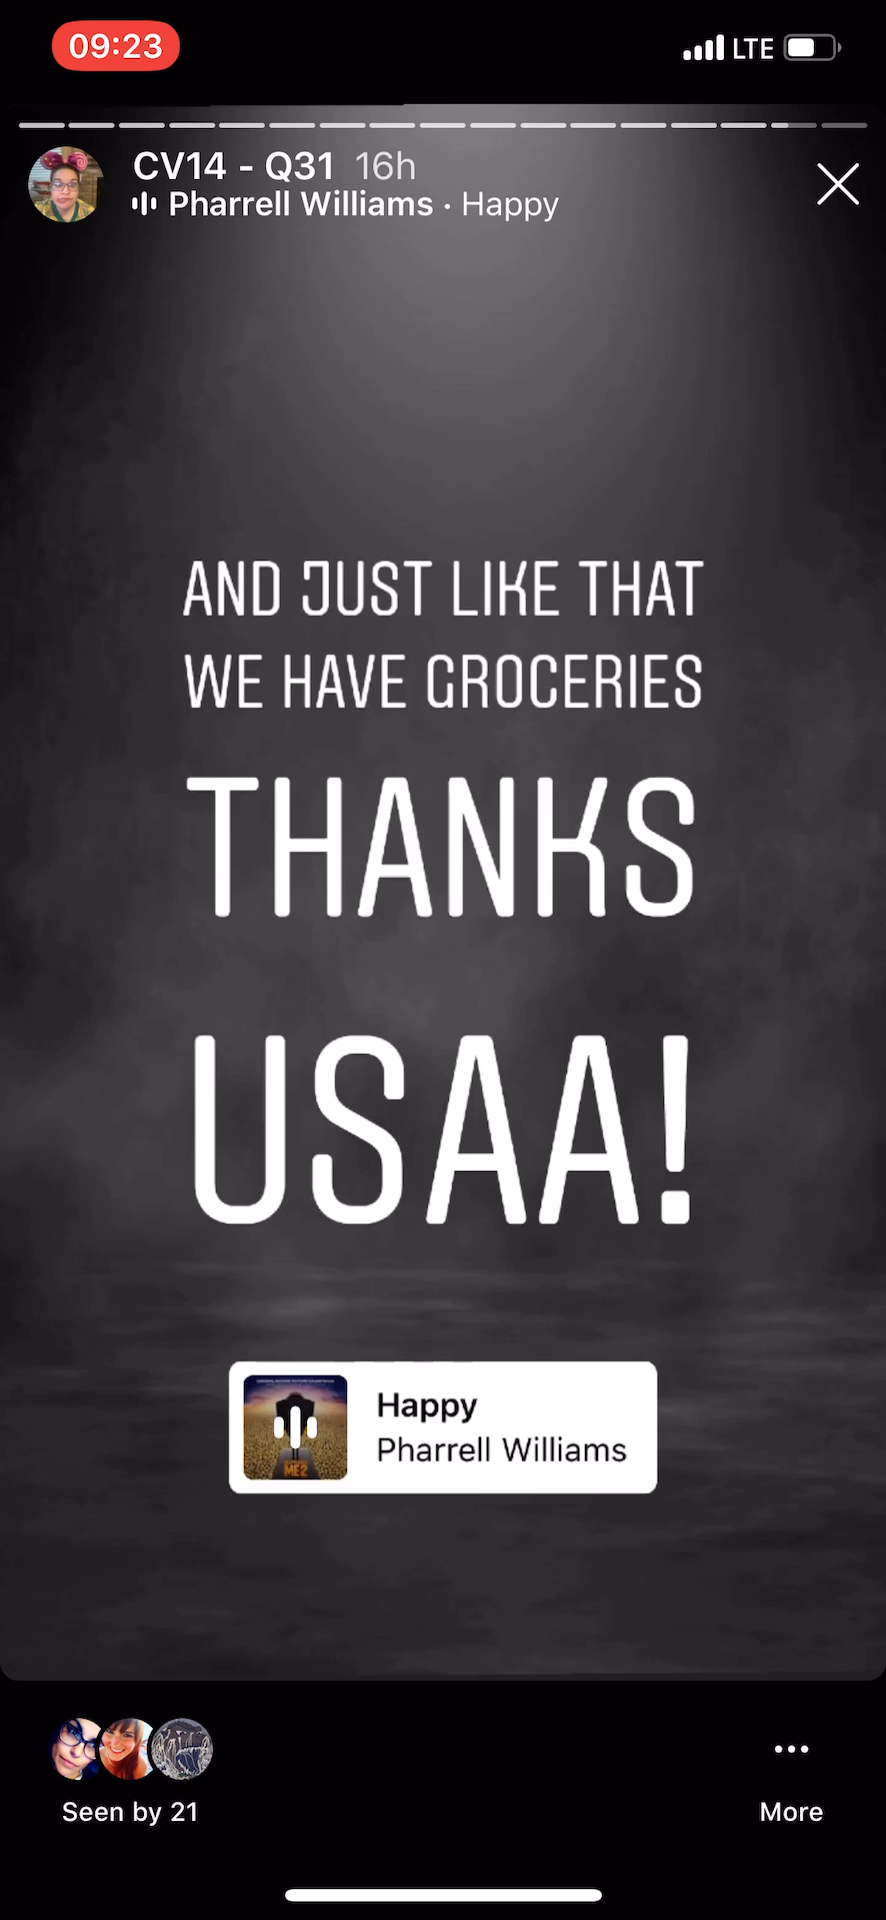 09:23
LTE
CV14 - Q31 16h
Pharrell Williams · Happy
AND JUST LIKE THAT
WE HAVE GROCERIES
THANKS
USAA!
ME2
Happy
Pharrell Williams
Seen by 21
More